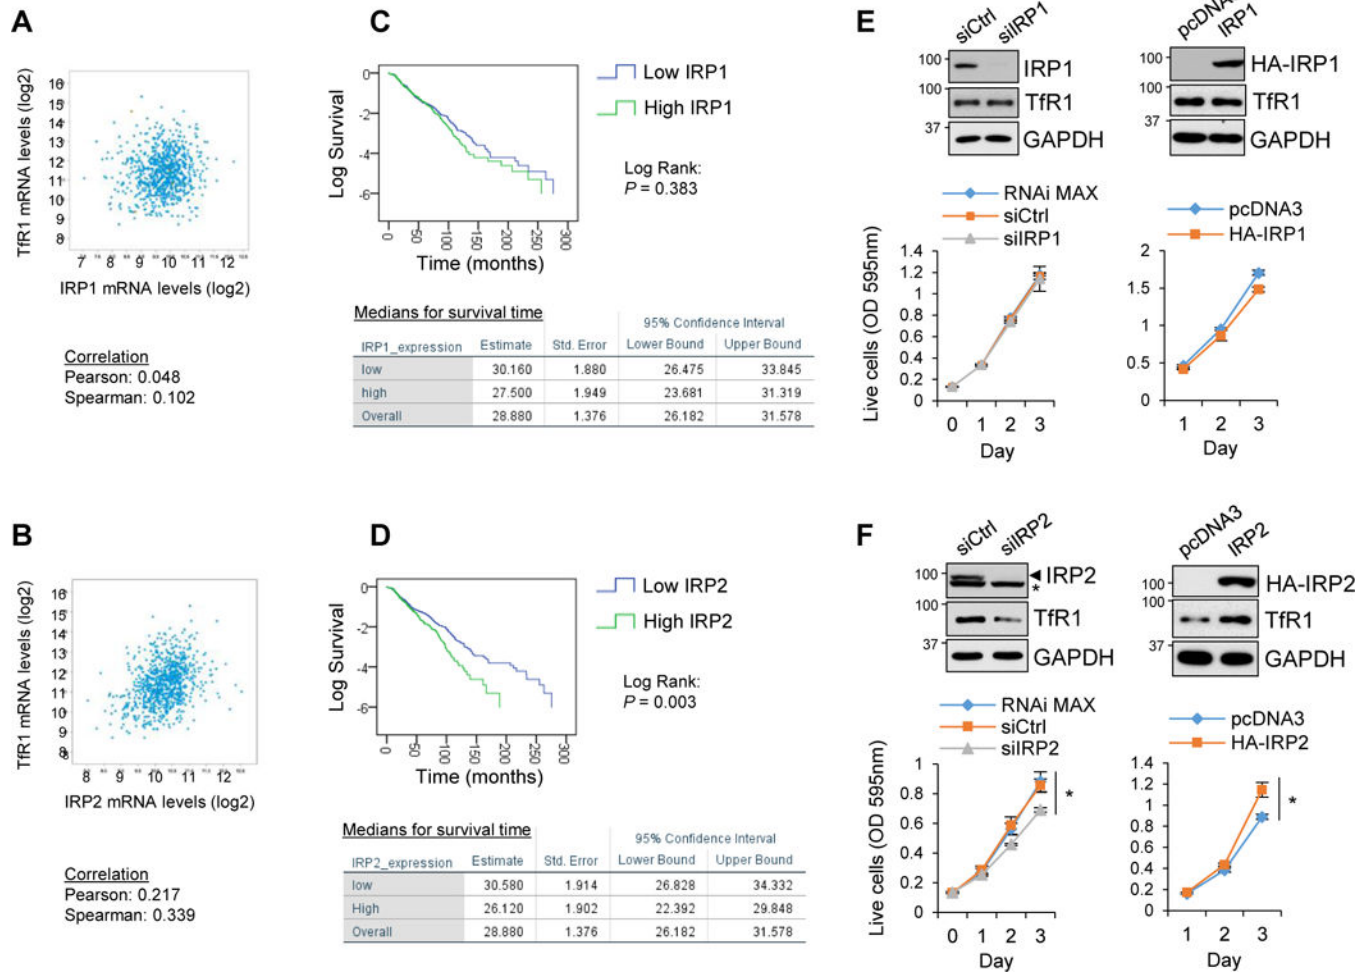 A
TfR1 mRNA levels (log2)
16
15
14
13
12
11
10
9
8
7 8 9 10 11 12
IRP1 mRNA levels (log2)
Correlation
Pearson: 0.048
Spearman: 0.102
C
Log Survival
0
-2
-4
-6
0 50 100 150 200 250 300
Time (months)
Low IRP1
High IRP1
Log Rank:
P = 0.383
Medians for survival time
95% Confidence Interval
IRP1_expression Estimate Std. Error Lower Bound Upper Bound
low 30.160 1.880 26.475 33.845
high 27.500 1.949 23.681 31.319
Overall 28.880 1.376 26.182 31.578
E
siCtrl siIRP1
100 IRP1
100 TfR1
37 GAPDH
IRP1
100 HA-IRP1
100 TfR1
37 GAPDH
RNAi MAX
siCtrl
siIRP1
Live cells (OD 595nm)
1.4
1.2
1
0.8
0.6
0.4
0.2
0
0 1 2 3
Day
pcDNA3
HA-IRP1
2
1.5
1
0.5
0
1 2 3
Day
B
TfR1 mRNA levels (log2)
16
15
14
13
12
11
10
9
8
8 9 10 11 12
IRP2 mRNA levels (log2)
Correlation
Pearson: 0.217
Spearman: 0.339
D
Log Survival
0
-2
-4
-6
0 50 100 150 200 250 300
Time (months)
Low IRP2
High IRP2
Log Rank:
P = 0.003
Medians for survival time
95% Confidence Interval
IRP2_expression Estimate Std. Error Lower Bound Upper Bound
low 30.580 1.914 26.828 34.332
High 26.120 1.902 22.392 29.848
Overall 28.880 1.376 26.182 31.578
F
siCtrl siIRP2
100 ◄ IRP2
*
100 TfR1
37 GAPDH
pcDNA3 IRP2
100 HA-IRP2
100 TfR1
37 GAPDH
RNAi MAX
siCtrl
siIRP2
Live cells (OD 595nm)
1
0.8
0.6
0.4
0.2
0
*
0 1 2 3
Day
pcDNA3
HA-IRP2
1.4
1.2
1
0.8
0.6
0.4
0.2
0
*
1 2 3
Day